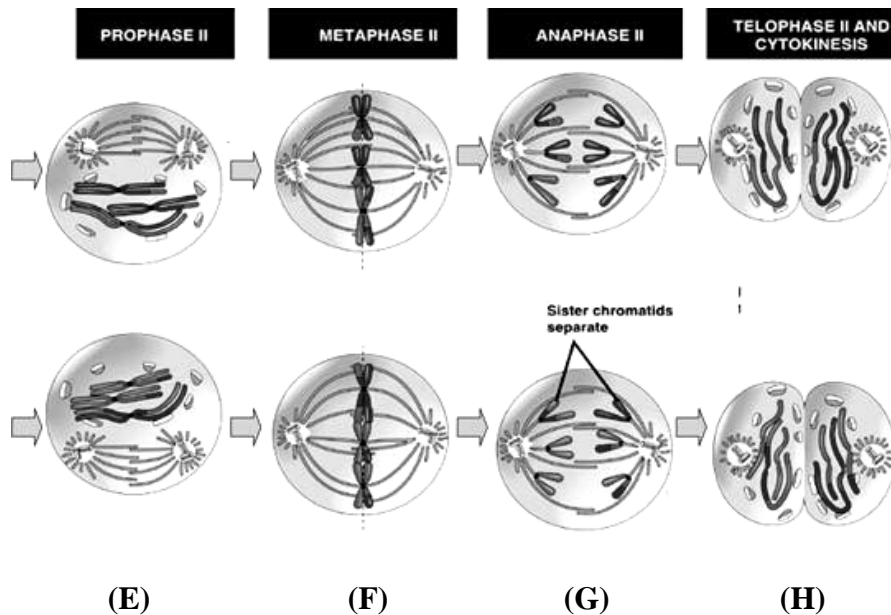 PROPHASE II
METAPHASE II
ANAPHASE II
TELOPHASE II AND
CYTOKINESIS
Sister chromatids
separate
(E)
(F)
(G)
(H)